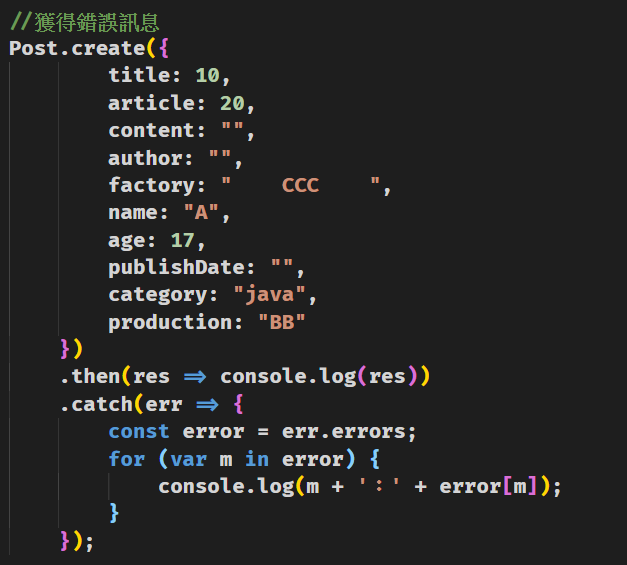 //獲得錯誤訊息
Post.create({
        title: 10,
        article: 20,
        content: "",
        author: "",
        factory: "    CCC    ",
        name: "A",
        age: 17,
        publishDate: "",
        category: "java",
        production: "BB"
    })
    .then(res => console.log(res))
    .catch(err => {
        const error = err.errors;
        for (var m in error) {
            console.log(m + '：' + error[m]);
        }
    });